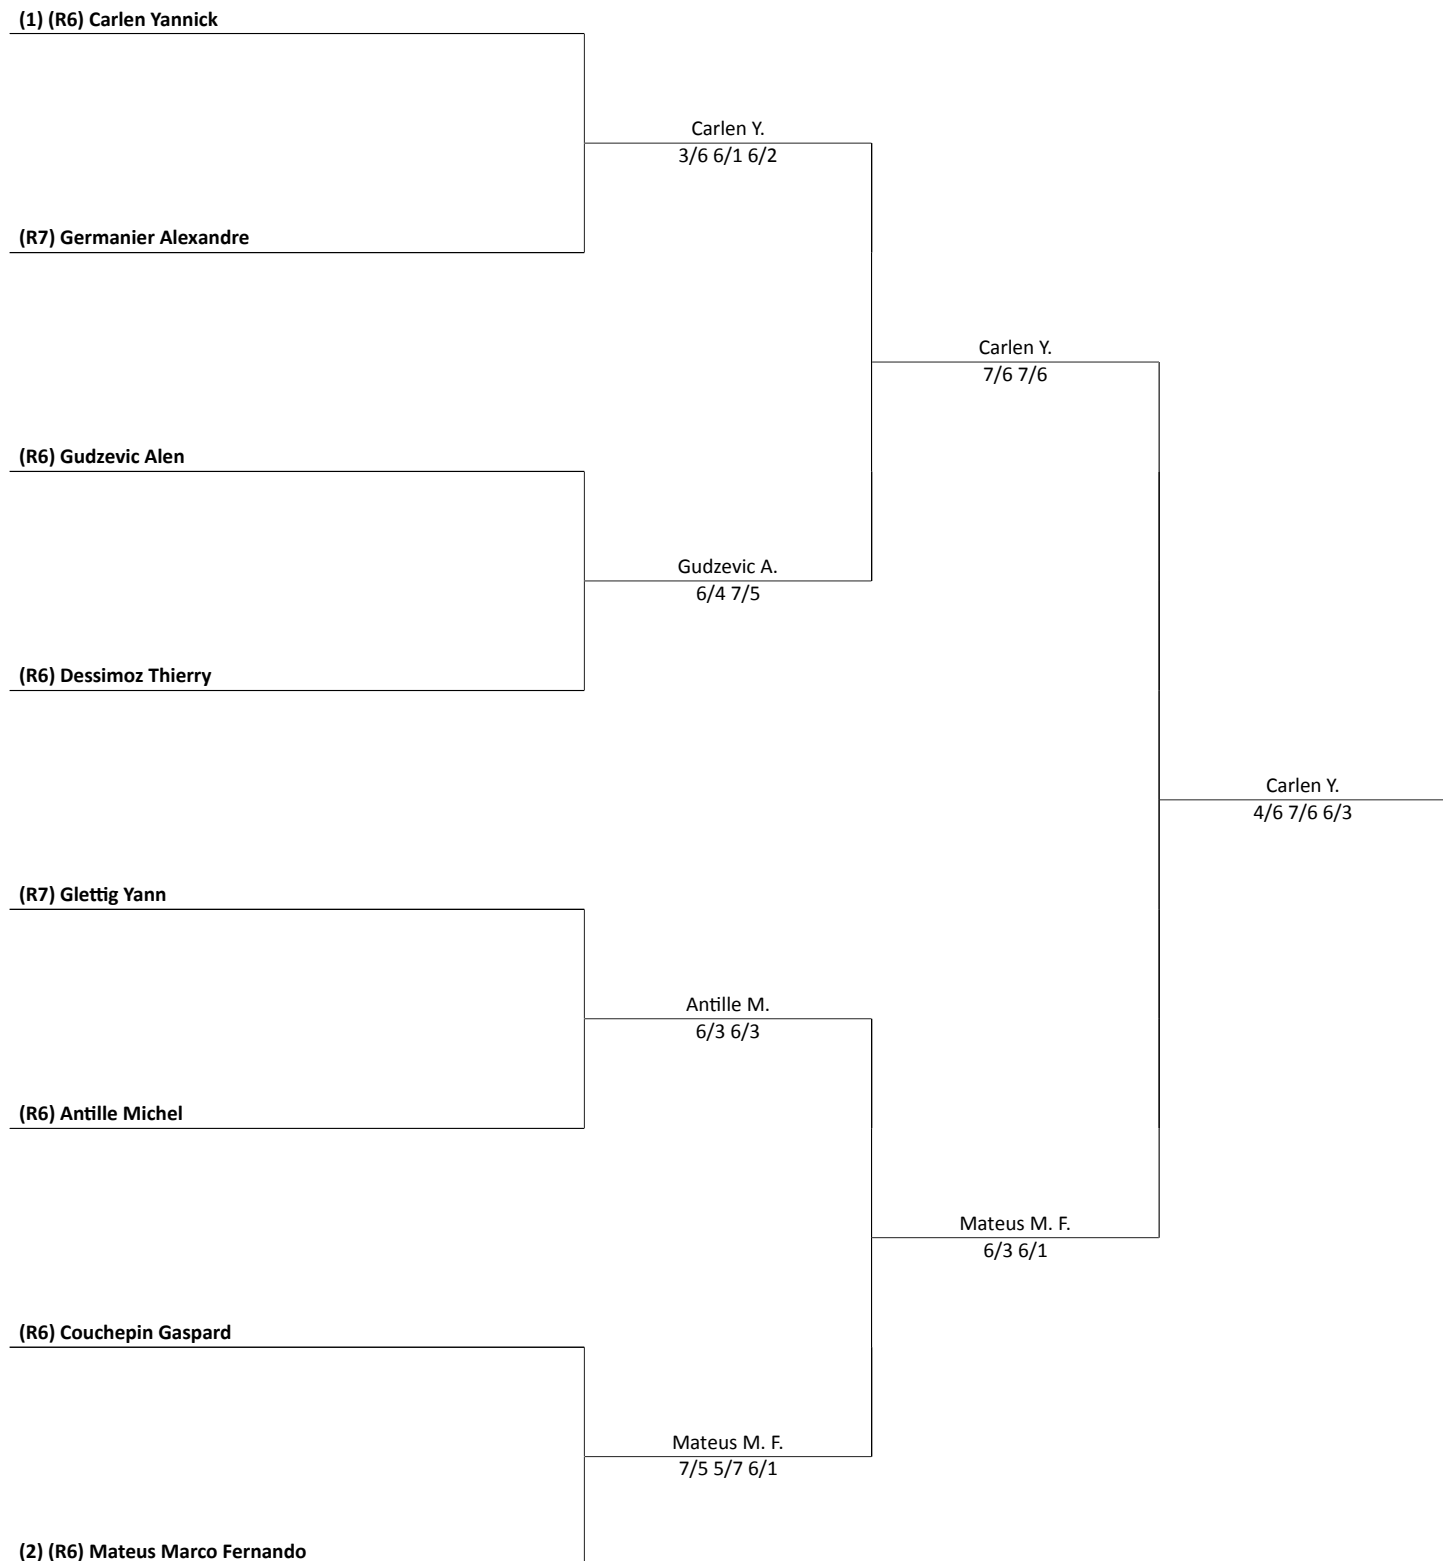 (1) (R6) Carlen Yannick
Carlen Y.
3/6 6/1 6/2
(R7) Germanier Alexandre
Carlen Y.
7/6 7/6
(R6) Gudzevic Alen
Gudzevic A.
6/4 7/5
(R6) Dessimoz Thierry
Carlen Y.
4/6 7/6 6/3
(R7) Glettig Yann
Antille M.
6/3 6/3
(R6) Antille Michel
Mateus M. F.
6/3 6/1
(R6) Couchepin Gaspard
Mateus M. F.
7/5 5/7 6/1
(2) (R6) Mateus Marco Fernando